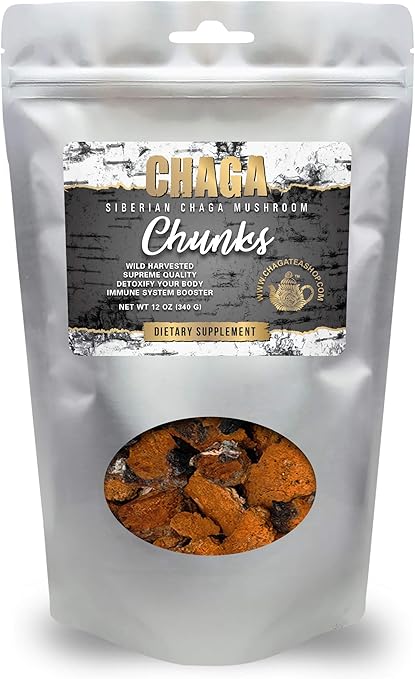 CHAGA
SIBERIAN CHAGA MUSHROOM
Chunks
WILD HARVESTED
SUPREME QUALITY
DETOXIFY YOUR BODY
IMMUNE SYSTEM BOOSTER
NET WT 12 OZ (340 G)
WWW.CHAGATEASHOP.COM
TM
DIETARY SUPPLEMENT